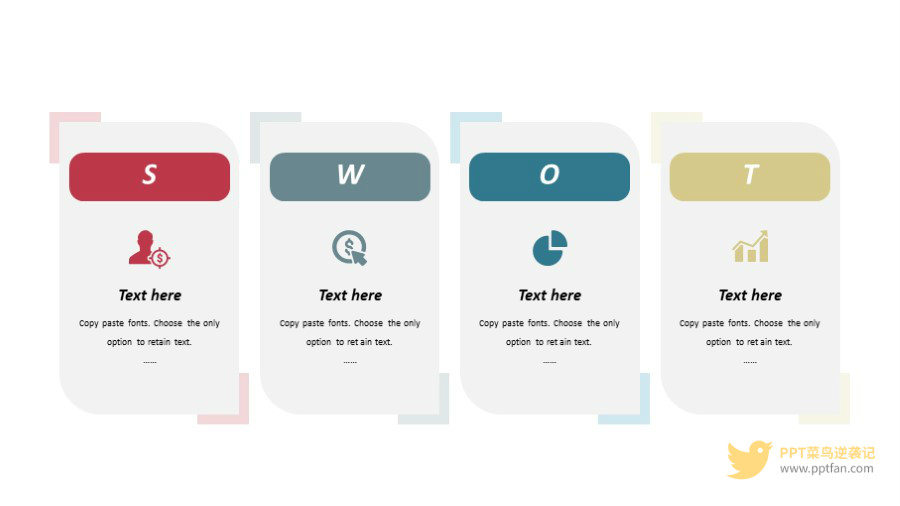 S
W
O
T
Text here
Copy paste fonts. Choose the only
option to retain text.
......
Text here
Copy paste fonts. Choose the only
option to ret ain text.
......
Text here
Copy paste fonts. Choose the only
option to ret ain text.
......
Text here
Copy paste fonts. Choose the only
option to ret ain text.
......
PPT菜鸟逆袭记
www.pptfan.com